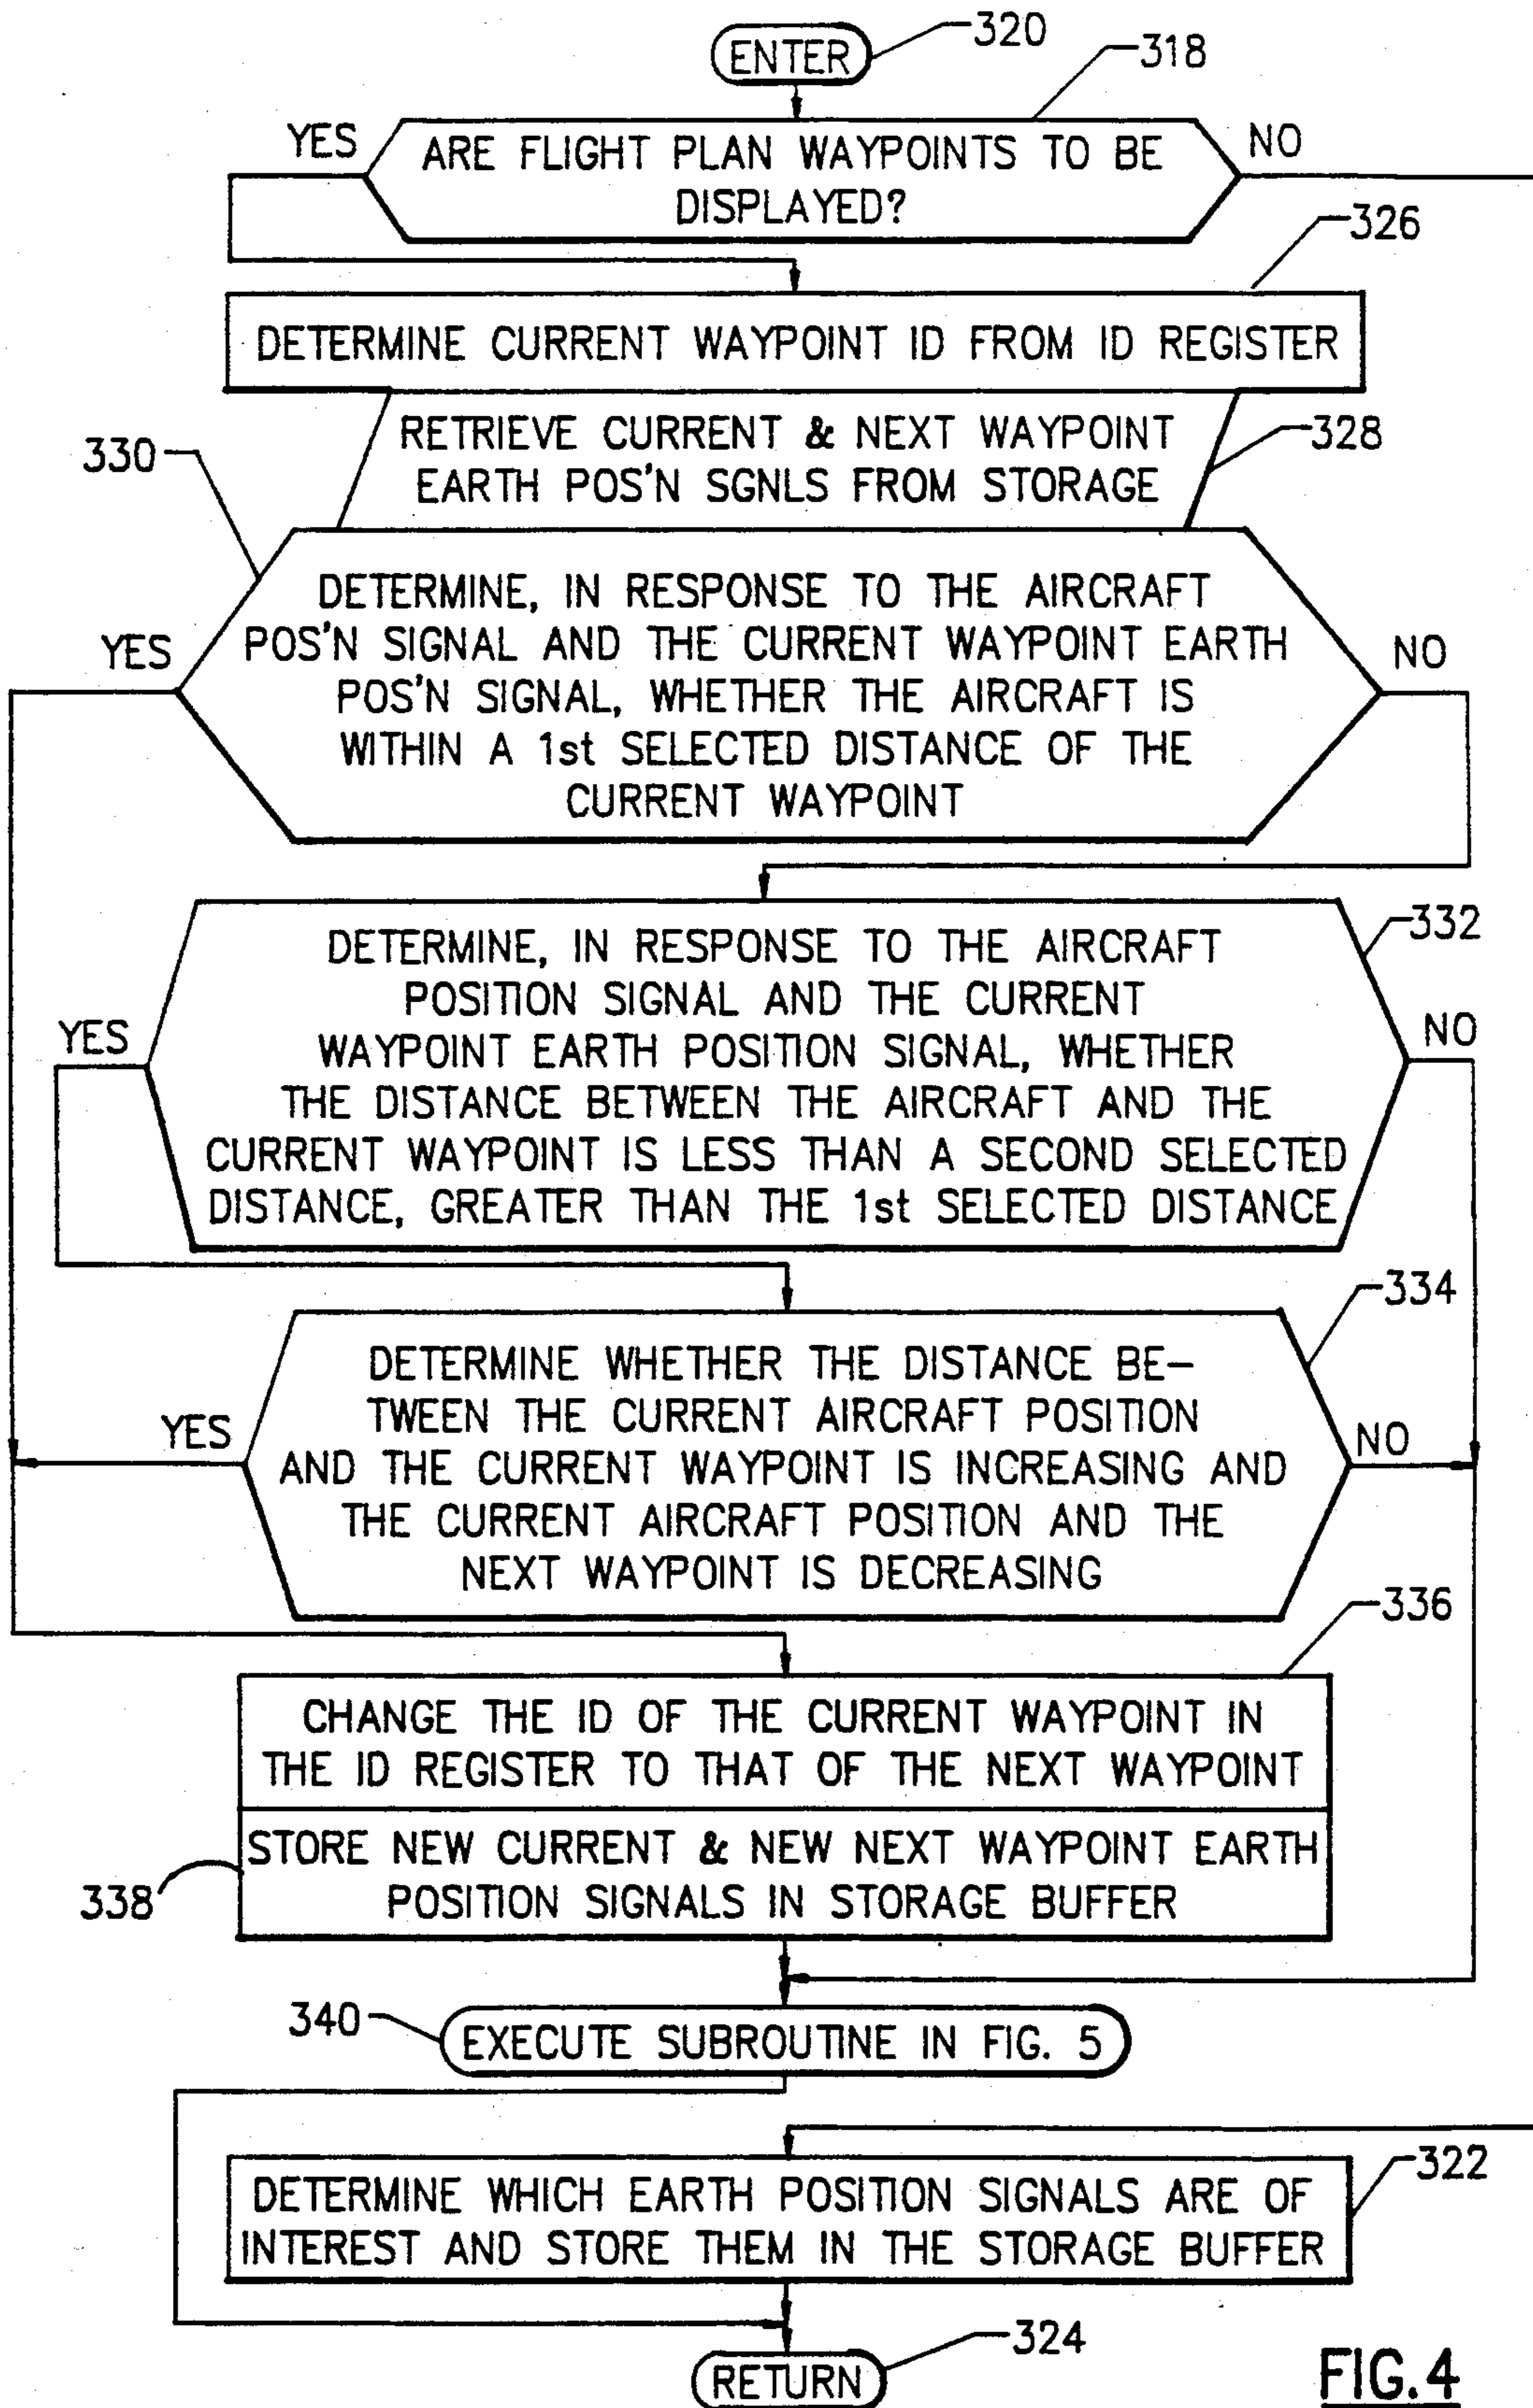 ENTER
320
318
YES
ARE FLIGHT PLAN WAYPOINTS TO BE
DISPLAYED?
NO
326
DETERMINE CURRENT WAYPOINT ID FROM ID REGISTER
RETRIEVE CURRENT & NEXT WAYPOINT
EARTH POS'N SGNLS FROM STORAGE
328
330
DETERMINE, IN RESPONSE TO THE AIRCRAFT
POS'N SIGNAL AND THE CURRENT WAYPOINT EARTH
POS'N SIGNAL, WHETHER THE AIRCRAFT IS
WITHIN A 1st SELECTED DISTANCE OF THE
CURRENT WAYPOINT
YES
NO
332
DETERMINE, IN RESPONSE TO THE AIRCRAFT
POSITION SIGNAL AND THE CURRENT
WAYPOINT EARTH POSITION SIGNAL, WHETHER
THE DISTANCE BETWEEN THE AIRCRAFT AND THE
CURRENT WAYPOINT IS LESS THAN A SECOND SELECTED
DISTANCE, GREATER THAN THE 1st SELECTED DISTANCE
YES
NO
334
DETERMINE WHETHER THE DISTANCE BE-
TWEEN THE CURRENT AIRCRAFT POSITION
AND THE CURRENT WAYPOINT IS INCREASING AND
THE CURRENT AIRCRAFT POSITION AND THE
NEXT WAYPOINT IS DECREASING
YES
NO
336
CHANGE THE ID OF THE CURRENT WAYPOINT IN
THE ID REGISTER TO THAT OF THE NEXT WAYPOINT
STORE NEW CURRENT & NEW NEXT WAYPOINT EARTH
POSITION SIGNALS IN STORAGE BUFFER
338
340
EXECUTE SUBROUTINE IN FIG. 5
322
DETERMINE WHICH EARTH POSITION SIGNALS ARE OF
INTEREST AND STORE THEM IN THE STORAGE BUFFER
324
RETURN
FIG.4